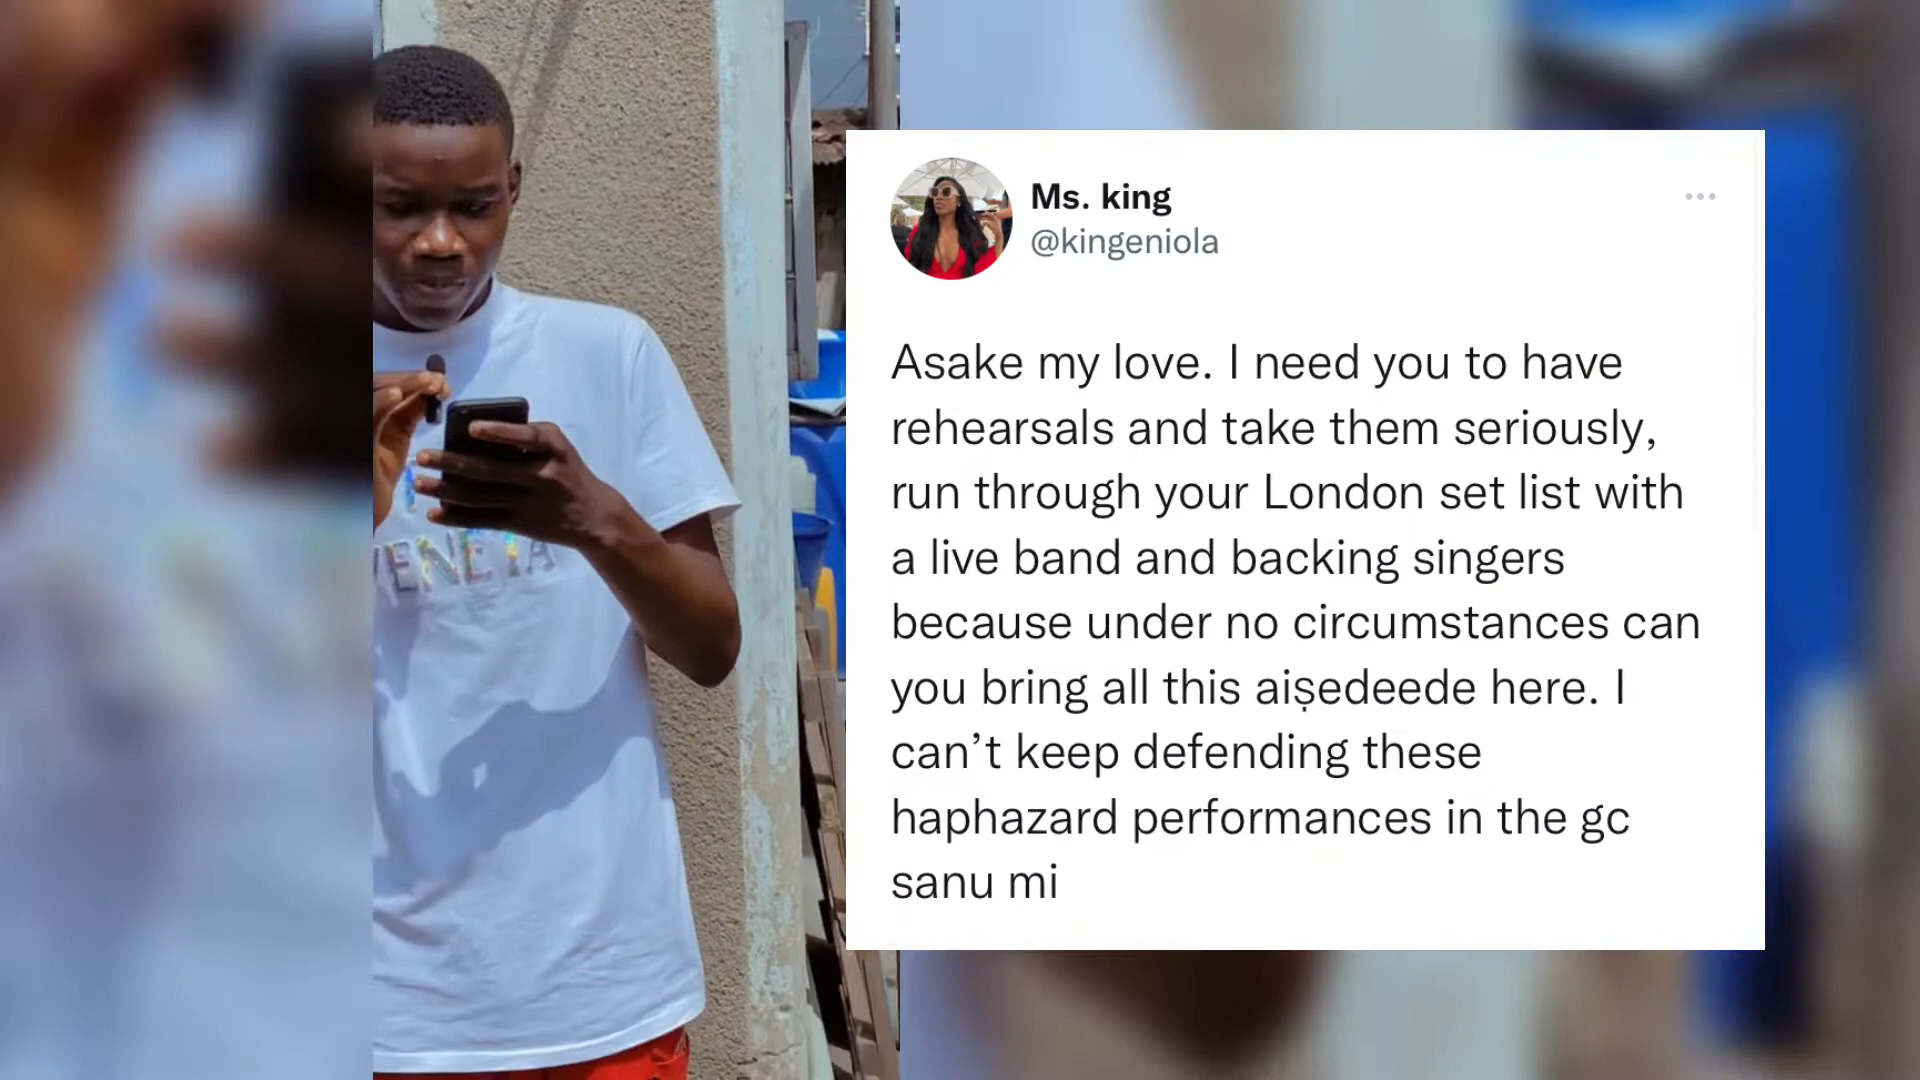 Ms. king
@kingeniola
Asake my love. I need you to have
rehearsals and take them seriously,
run through your London set list with
a live band and backing singers
because under no circumstances can
you bring all this aiṣedeede here. I
can’t keep defending these
haphazard performances in the gc
sanu mi
VENETA